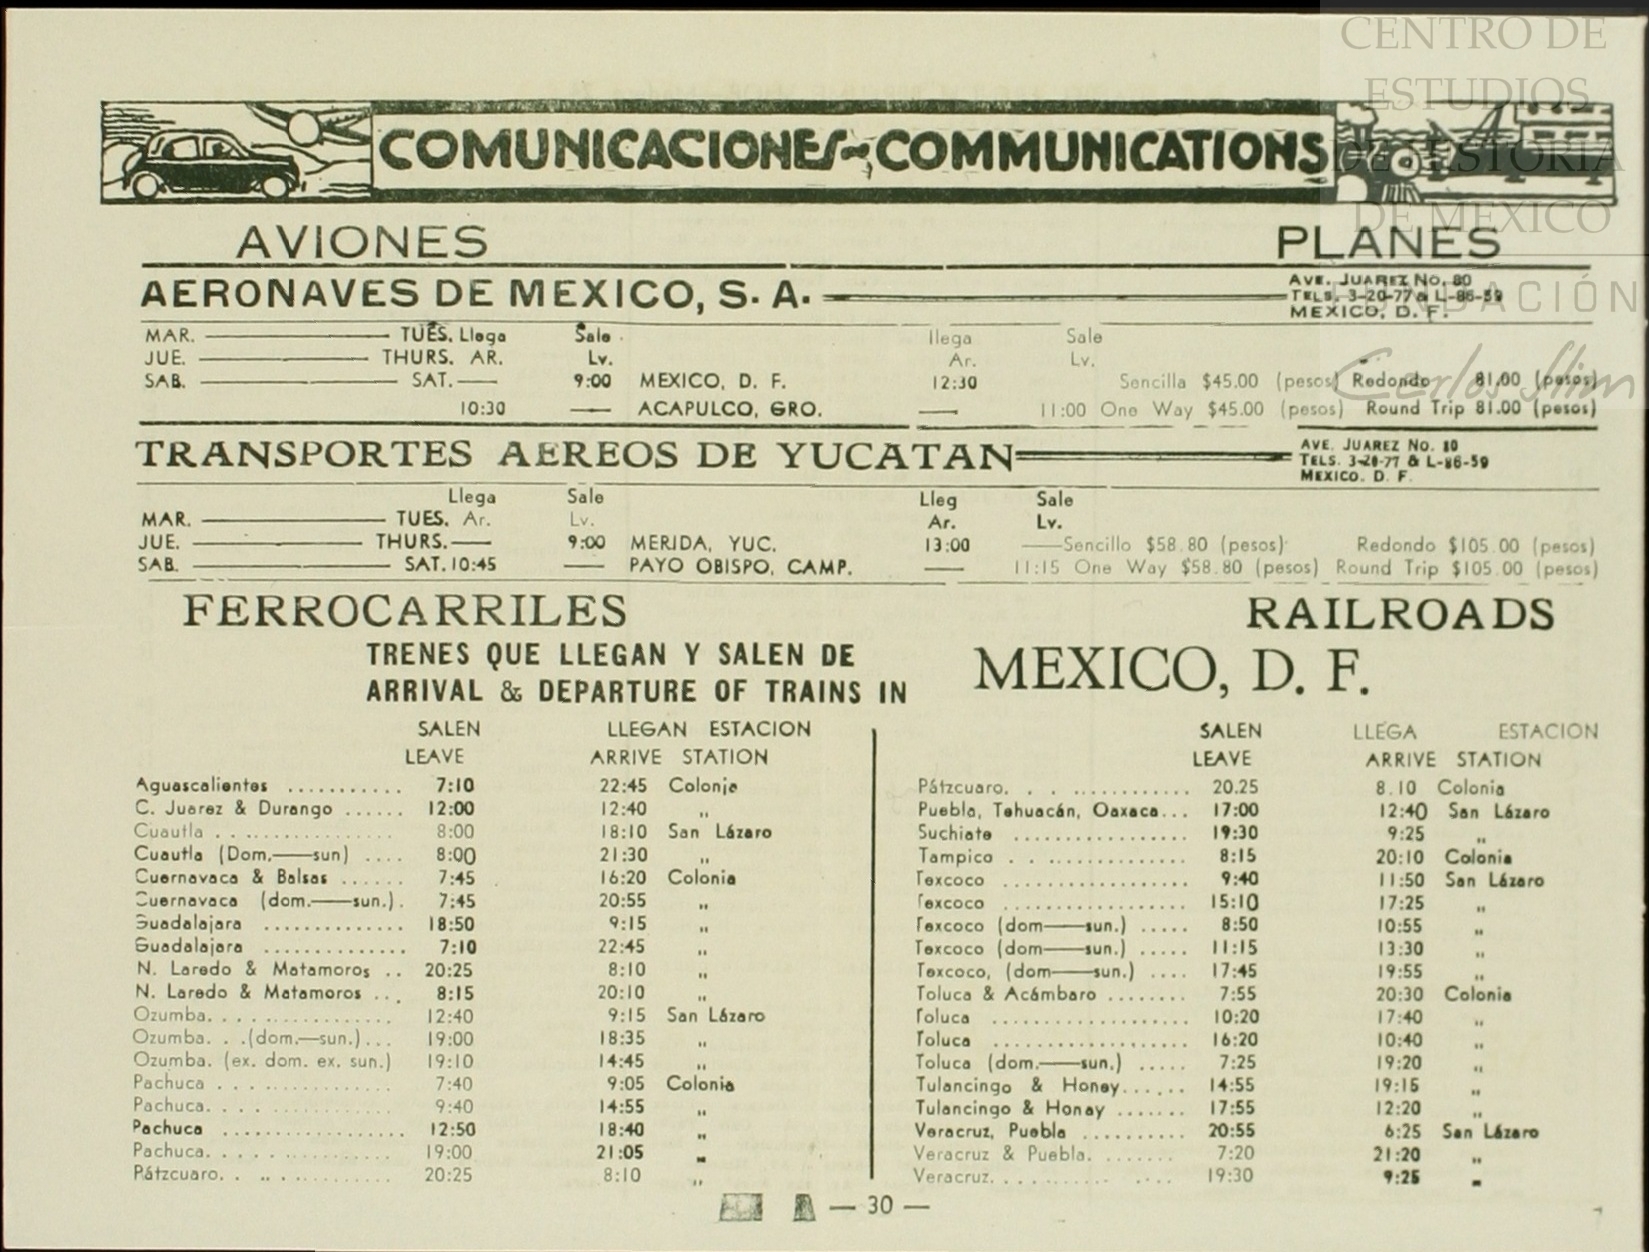 CENTRO DE
ESTUDIOS
DE HISTORIA
DE MEXICO
FUNDACIÓN
Carlos Slim
COMUNICACIONES-COMMUNICATIONS
AVIONES PLANES
AERONAVES DE MEXICO, S. A. AVE. JUAREZ No. 80
TELS. 3-20-77 & L-86-59
MEXICO, D. F.
MAR. TUES. Llega Sale llega Sale
JUE. THURS. AR. Lv. Ar. Lv.
SAB. SAT. 9:00 MEXICO, D. F. 12:30 Sencilla $45.00 (pesos) Redondo 81.00 (pesos)
10:30 — ACAPULCO, GRO. — 11:00 One Way $45.00 (pesos) Round Trip 81.00 (pesos)
TRANSPORTES AEREOS DE YUCATAN AVE. JUAREZ No. 80
TELS. 3-20-77 & L-86-59
MEXICO. D. F.
Llega Sale Lleg Sale
MAR. TUES. Ar. Lv. Ar. Lv.
JUE. THURS. — 9:00 MERIDA, YUC. 13:00 —Sencillo $58.80 (pesos) Redondo $105.00 (pesos)
SAB. SAT. 10:45 — PAYO OBISPO, CAMP. — 11:15 One Way $58.80 (pesos) Round Trip $105.00 (pesos)
FERROCARRILES RAILROADS
TRENES QUE LLEGAN Y SALEN DE
ARRIVAL & DEPARTURE OF TRAINS IN
MEXICO, D. F.
SALEN LLEGAN ESTACION
LEAVE ARRIVE STATION
Aguascalientes ........... 7:10 22:45 Colonia
C. Juarez & Durango ...... 12:00 12:40 ,,
Cuautla ................ 8:00 18:10 San Lázaro
Cuautla (Dom.—sun) .... 8:00 21:30 ,,
Cuernavaca & Balsas ...... 7:45 16:20 Colonia
Cuernavaca (dom.—sun.). 7:45 20:55 ,,
Guadalajara ............. 18:50 9:15 ,,
Guadalajara ............. 7:10 22:45 ,,
N. Laredo & Matamoros .. 20:25 8:10 ,,
N. Laredo & Matamoros ... 8:15 20:10 ,,
Ozumba................. 12:40 9:15 San Lázaro
Ozumba. . .(dom.—sun.)... 19:00 18:35 ,,
Ozumba. (ex. dom. ex. sun.) 19:10 14:45 ,,
Pachuca ................ 7:40 9:05 Colonia
Pachuca................. 9:40 14:55 ,,
Pachuca ................. 12:50 18:40 ,,
Pachuca................. 19:00 21:05 ,,
Pátzcuaro. . .............. 20:25 8:10 ,,
SALEN LLEGA ESTACION
LEAVE ARRIVE STATION
Pátzcuaro. . . ............. 20.25 8.10 Colonia
Puebla, Tehuacán, Oaxaca... 17:00 12:40 San Lázaro
Suchiate ................. 19:30 9:25 ,,
Tampico . . .............. 8:15 20:10 Colonia
Texcoco .................. 9:40 11:50 San Lázaro
Texcoco .................. 15:10 17:25 ,,
Texcoco (dom—sun.) ..... 8:50 10:55 ,,
Texcoco (dom—sun.) .... 11:15 13:30 ,,
Texcoco, (dom—sun.) .... 17:45 19:55 ,,
Toluca & Acámbaro ........ 7:55 20:30 Colonia
Toluca ................... 10:20 17:40 ,,
Toluca ................... 16:20 10:40 ,,
Toluca (dom.—sun.) ..... 7:25 19:20 ,,
Tulancingo & Honey...... 14:55 19:15 ,,
Tulancingo & Honay ....... 17:55 12:20 ,,
Veracruz, Puebla .......... 20:55 6:25 San Lázaro
Veracruz & Puebla. ....... 7:20 21:20 ,,
Veracruz............ .... 19:30 9:25 ,,
— 30 —